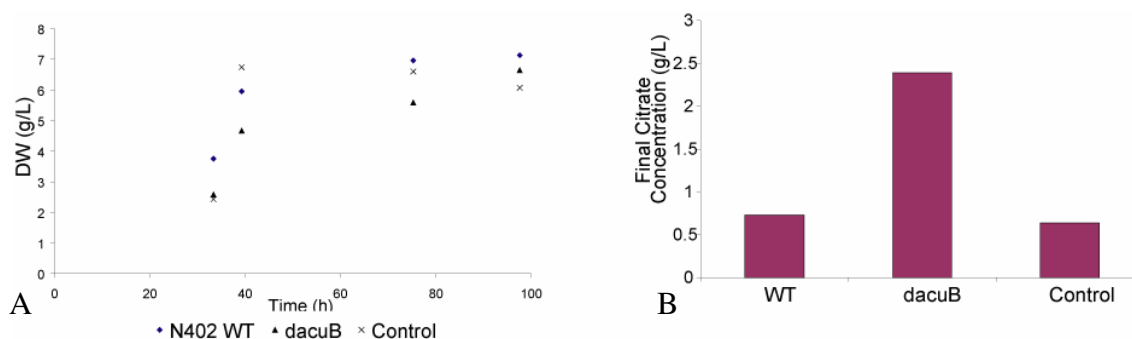 8
7
6
5
4
3
2
1
0
DW (g/L)
0
20
40
60
80
100
Time (h)
A
N402 WT
dacuB
Control
3
2.5
2
1.5
1
0.5
0
Final Citrate
Concentration (g/L)
WT
dacuB
Control
B